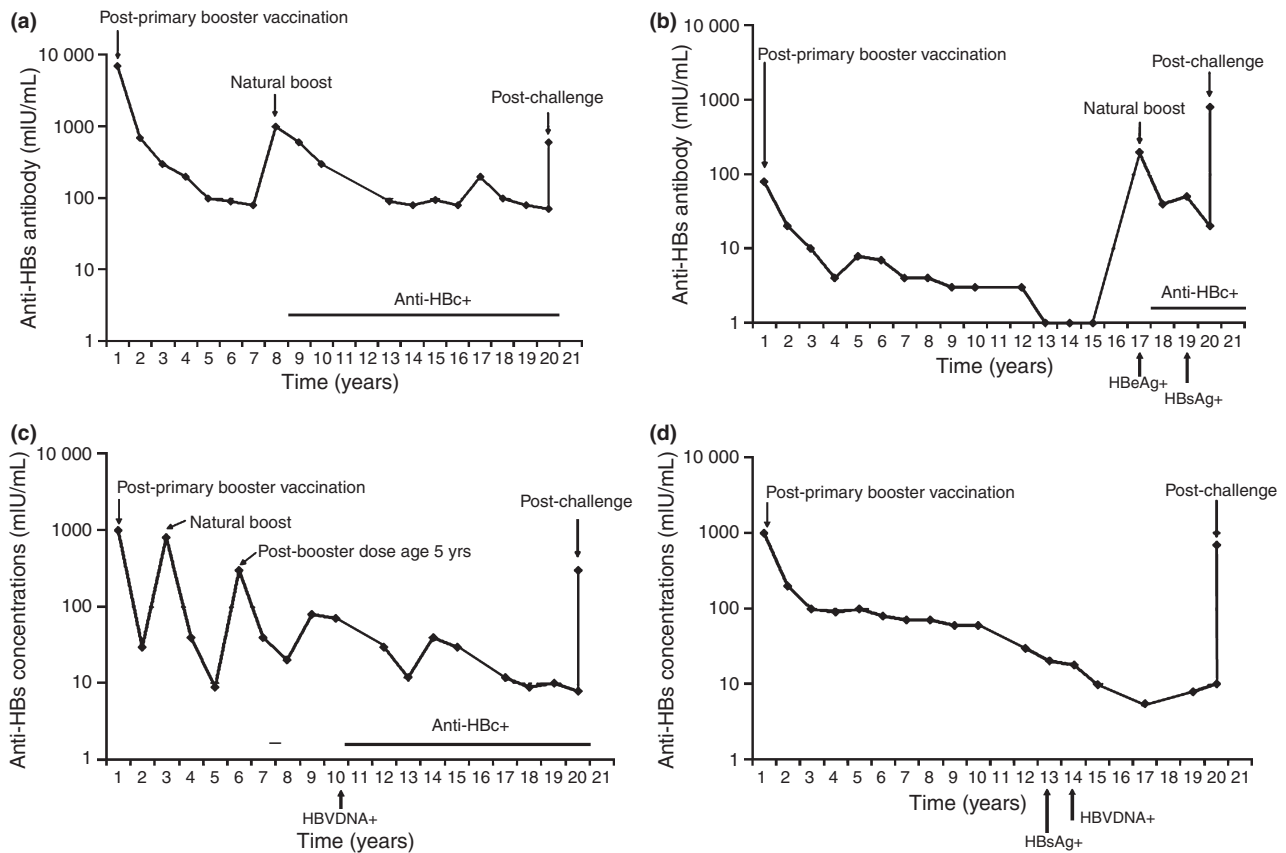 (a)
Post-primary booster vaccination
Anti-HBs antibody (mIU/mL)
10 000
1000
100
10
1
Natural boost
Post-challenge
Anti-HBc+
1 2 3 4 5 6 7 8 9 10 11 12 13 14 15 16 17 18 19 20 21
Time (years)
(b)
Post-primary booster vaccination
Anti-HBs antibody (mIU/mL)
10 000
1000
100
10
1
Natural boost
Post-challenge
Anti-HBc+
1 2 3 4 5 6 7 8 9 10 11 12 13 14 15 16 17 18 19 20 21
Time (years)
HBeAg+
HBsAg+
(c)
Anti-HBs concentrations (mIU/mL)
10 000
1000
100
10
1
Post-primary booster vaccination
Natural boost
Post-booster dose age 5 yrs
Post-challenge
Anti-HBc+
1 2 3 4 5 6 7 8 9 10 11 12 13 14 15 16 17 18 19 20 21
HBVDNA+
Time (years)
(d)
Anti-HBs concentrations (mIU/mL)
10 000
1000
100
10
1
Post-primary booster vaccination
Post-challenge
1 2 3 4 5 6 7 8 9 10 11 12 13 14 15 16 17 18 19 20 21
Time (years)
HBVDNA+
HBsAg+